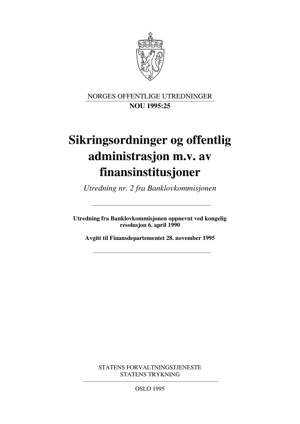 NORGES OFFENTLIGE UTREDNINGER
NOU 1995:25
Sikringsordninger og offentlig
administrasjon m.v. av
finansinstitusjoner
Utredning nr. 2 fra Banklovkommisjonen
Utredning fra Banklovkommisjonen oppnevnt ved kongelig
resolusjon 6. april 1990
Avgitt til Finansdepartementet 28. november 1995
STATENS FORVALTNINGSTJENESTE
STATENS TRYKNING
OSLO 1995